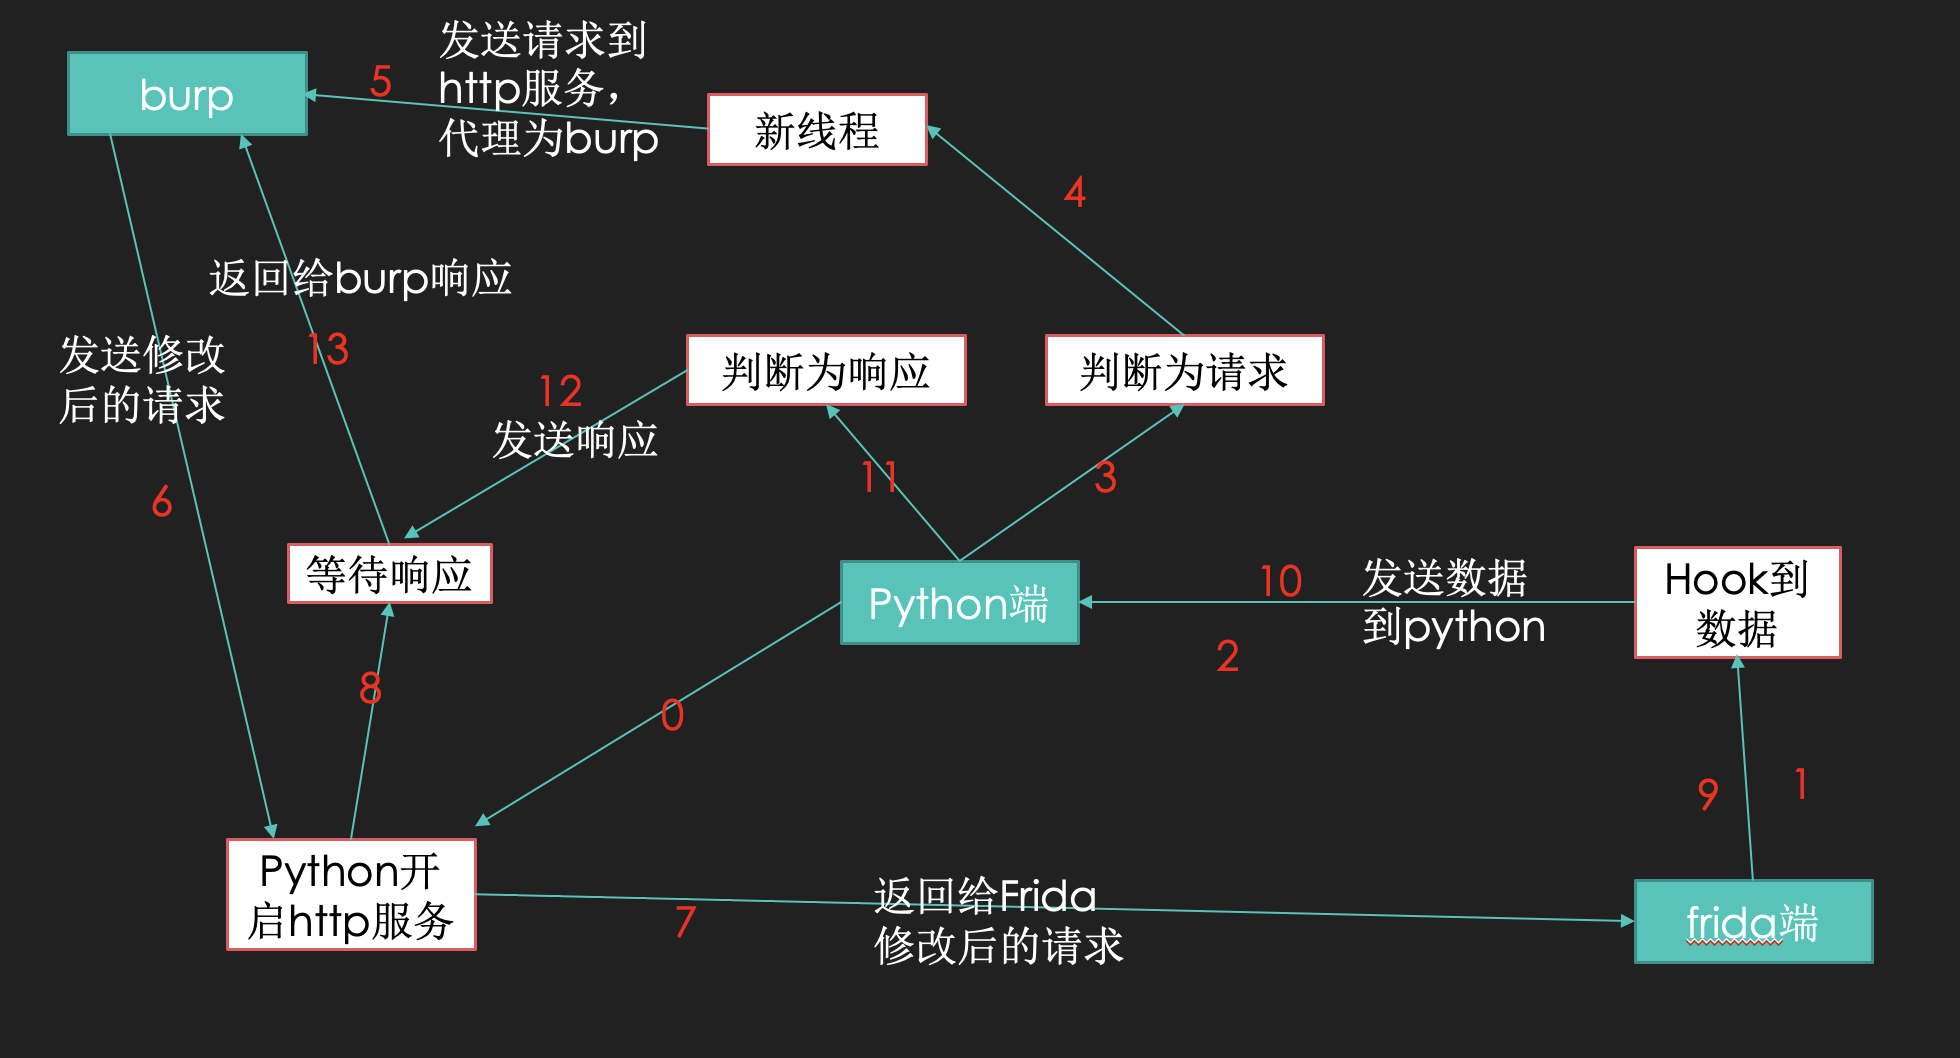 发送请求到
http服务，
代理为burp
burp
5
新线程
4
返回给burp响应
13
发送修改
后的请求
判断为响应
判断为请求
12
发送响应
11
3
6
等待响应
Python端
10
发送数据
到python
2
Hook到
数据
8
0
9
1
Python开
启http服务
7
返回给Frida
修改后的请求
frida端